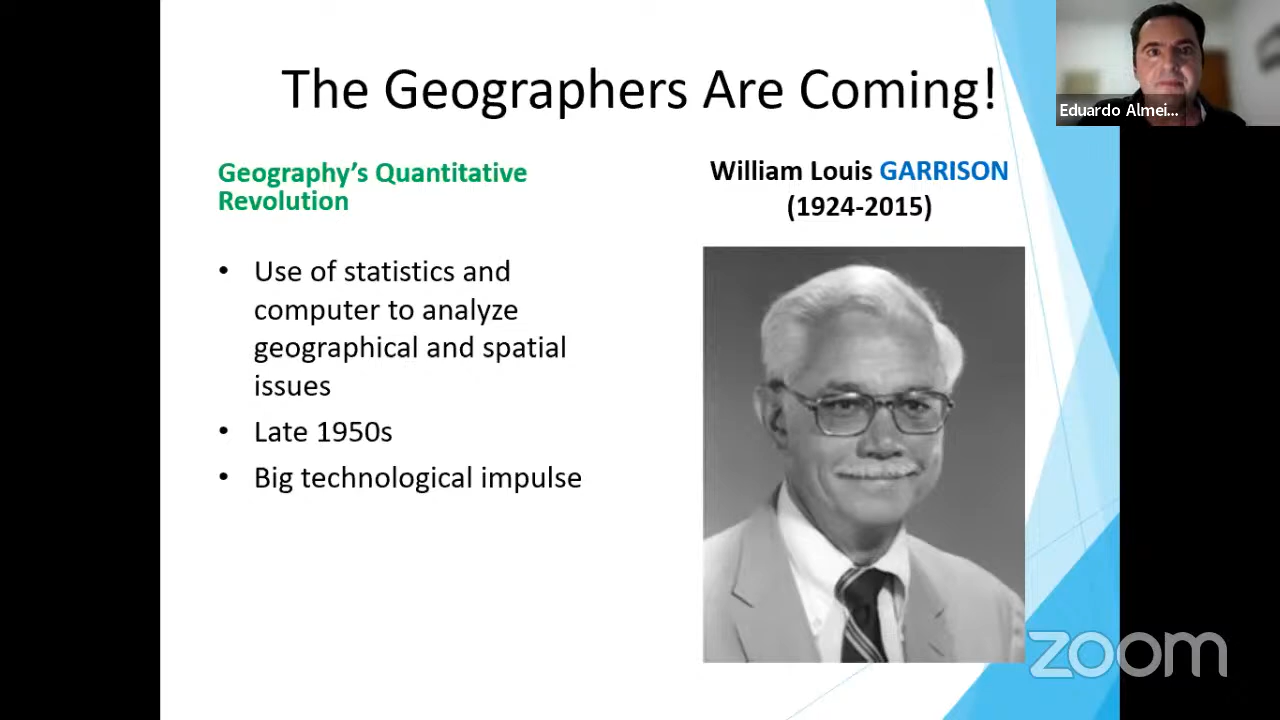 The Geographers Are Coming!
Eduardo Almei...
Geography's Quantitative
Revolution
• Use of statistics and
computer to analyze
geographical and spatial
issues
• Late 1950s
• Big technological impulse
William Louis GARRISON
(1924-2015)
zoom